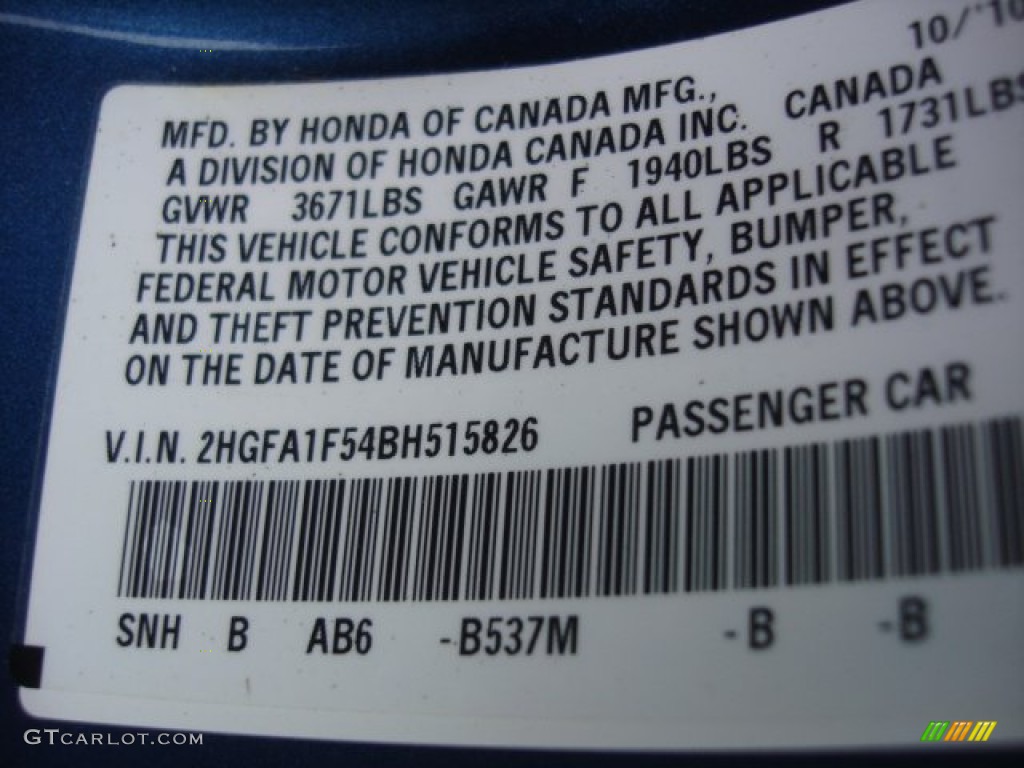 10/'10
MFD. BY HONDA OF CANADA MFG.,
A DIVISION OF HONDA CANADA INC. CANADA
GVWR 3671LBS GAWR F 1940LBS R 1731LBS
THIS VEHICLE CONFORMS TO ALL APPLICABLE
FEDERAL MOTOR VEHICLE SAFETY, BUMPER,
AND THEFT PREVENTION STANDARDS IN EFFECT
ON THE DATE OF MANUFACTURE SHOWN ABOVE.
V.I.N. 2HGFA1F54BH515826 PASSENGER CAR
SNH B AB6 -B537M -B -B
GTCARLOT.COM